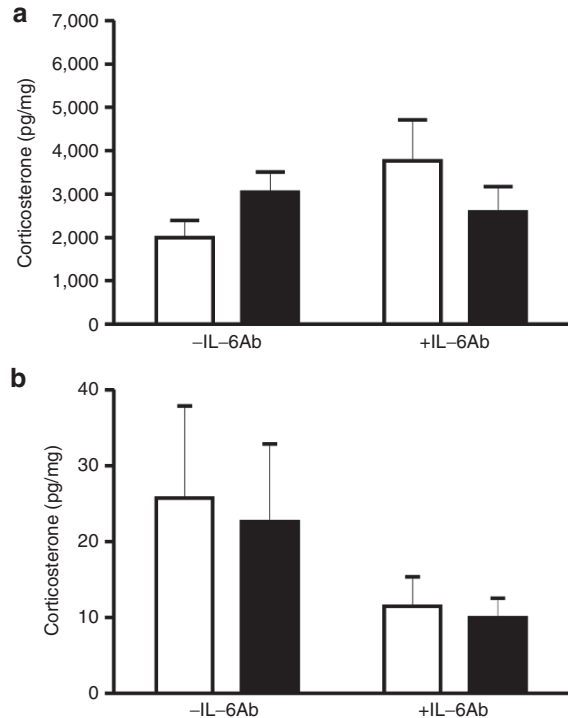 a
Corticosterone (pg/mg)
7,000
6,000
5,000
4,000
3,000
2,000
1,000
0
–IL–6Ab +IL–6Ab
b
Corticosterone (pg/mg)
40
30
20
10
0
–IL–6Ab +IL–6Ab